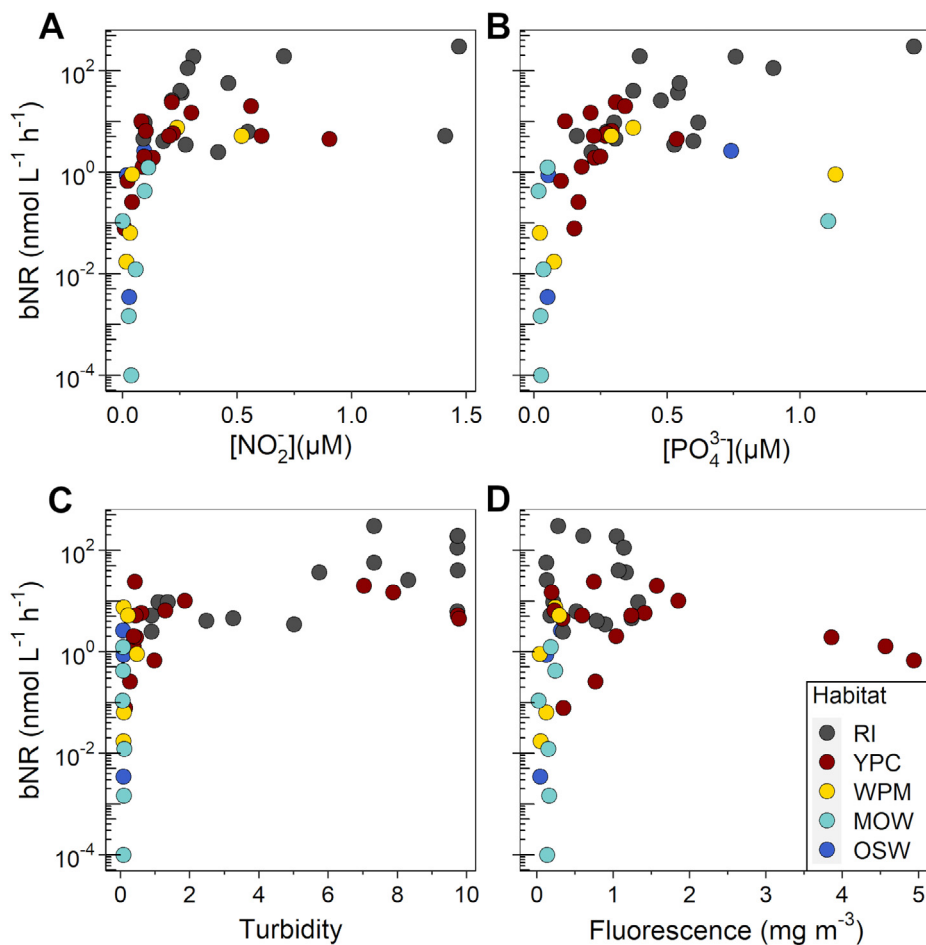 A
B
bNR (nmol L⁻¹ h⁻¹)
10²
10⁰
10⁻²
10⁻⁴
0.0 0.5 1.0 1.5
0.0 0.5 1.0
[NO₂⁻](µM)
[PO₄³⁻](µM)
C
D
bNR (nmol L⁻¹ h⁻¹)
10²
10⁰
10⁻²
10⁻⁴
0 2 4 6 8 10
0 1 2 3 4 5
Turbidity
Fluorescence (mg m⁻³)
Habitat
RI
YPC
WPM
MOW
OSW